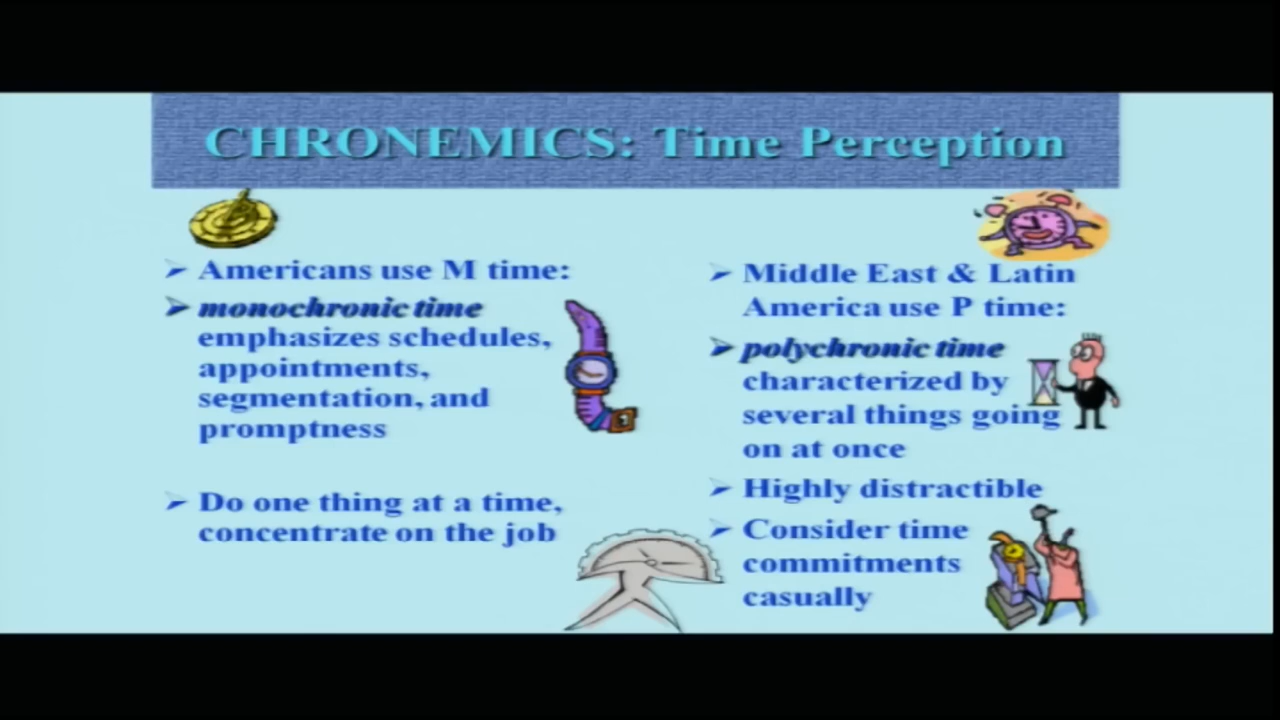 CHRONEMICS: Time Perception
Americans use M time:
monochronic time
emphasizes schedules,
appointments,
segmentation, and
promptness
Do one thing at a time,
concentrate on the job
Middle East & Latin
America use P time:
polychronic time
characterized by
several things going
on at once
Highly distractible
Consider time
commitments
casually